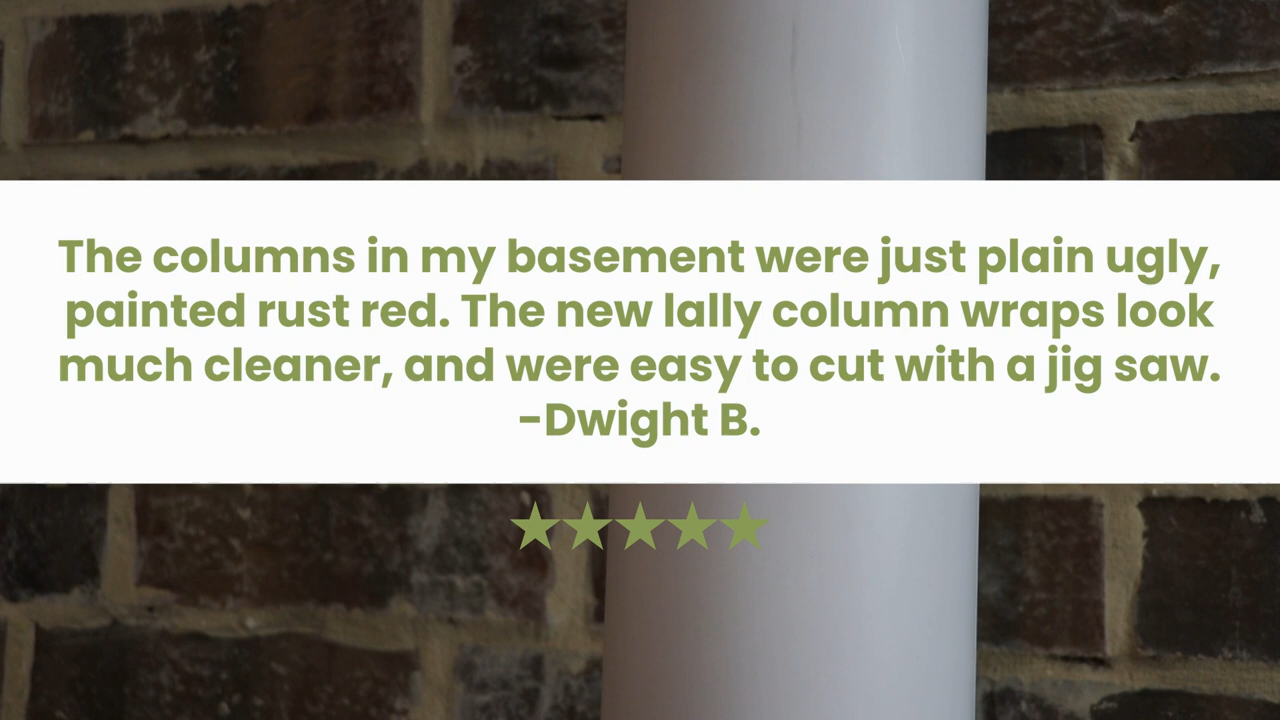 The columns in my basement were just plain ugly,
painted rust red. The new lally column wraps look
much cleaner, and were easy to cut with a jig saw.
-Dwight B.